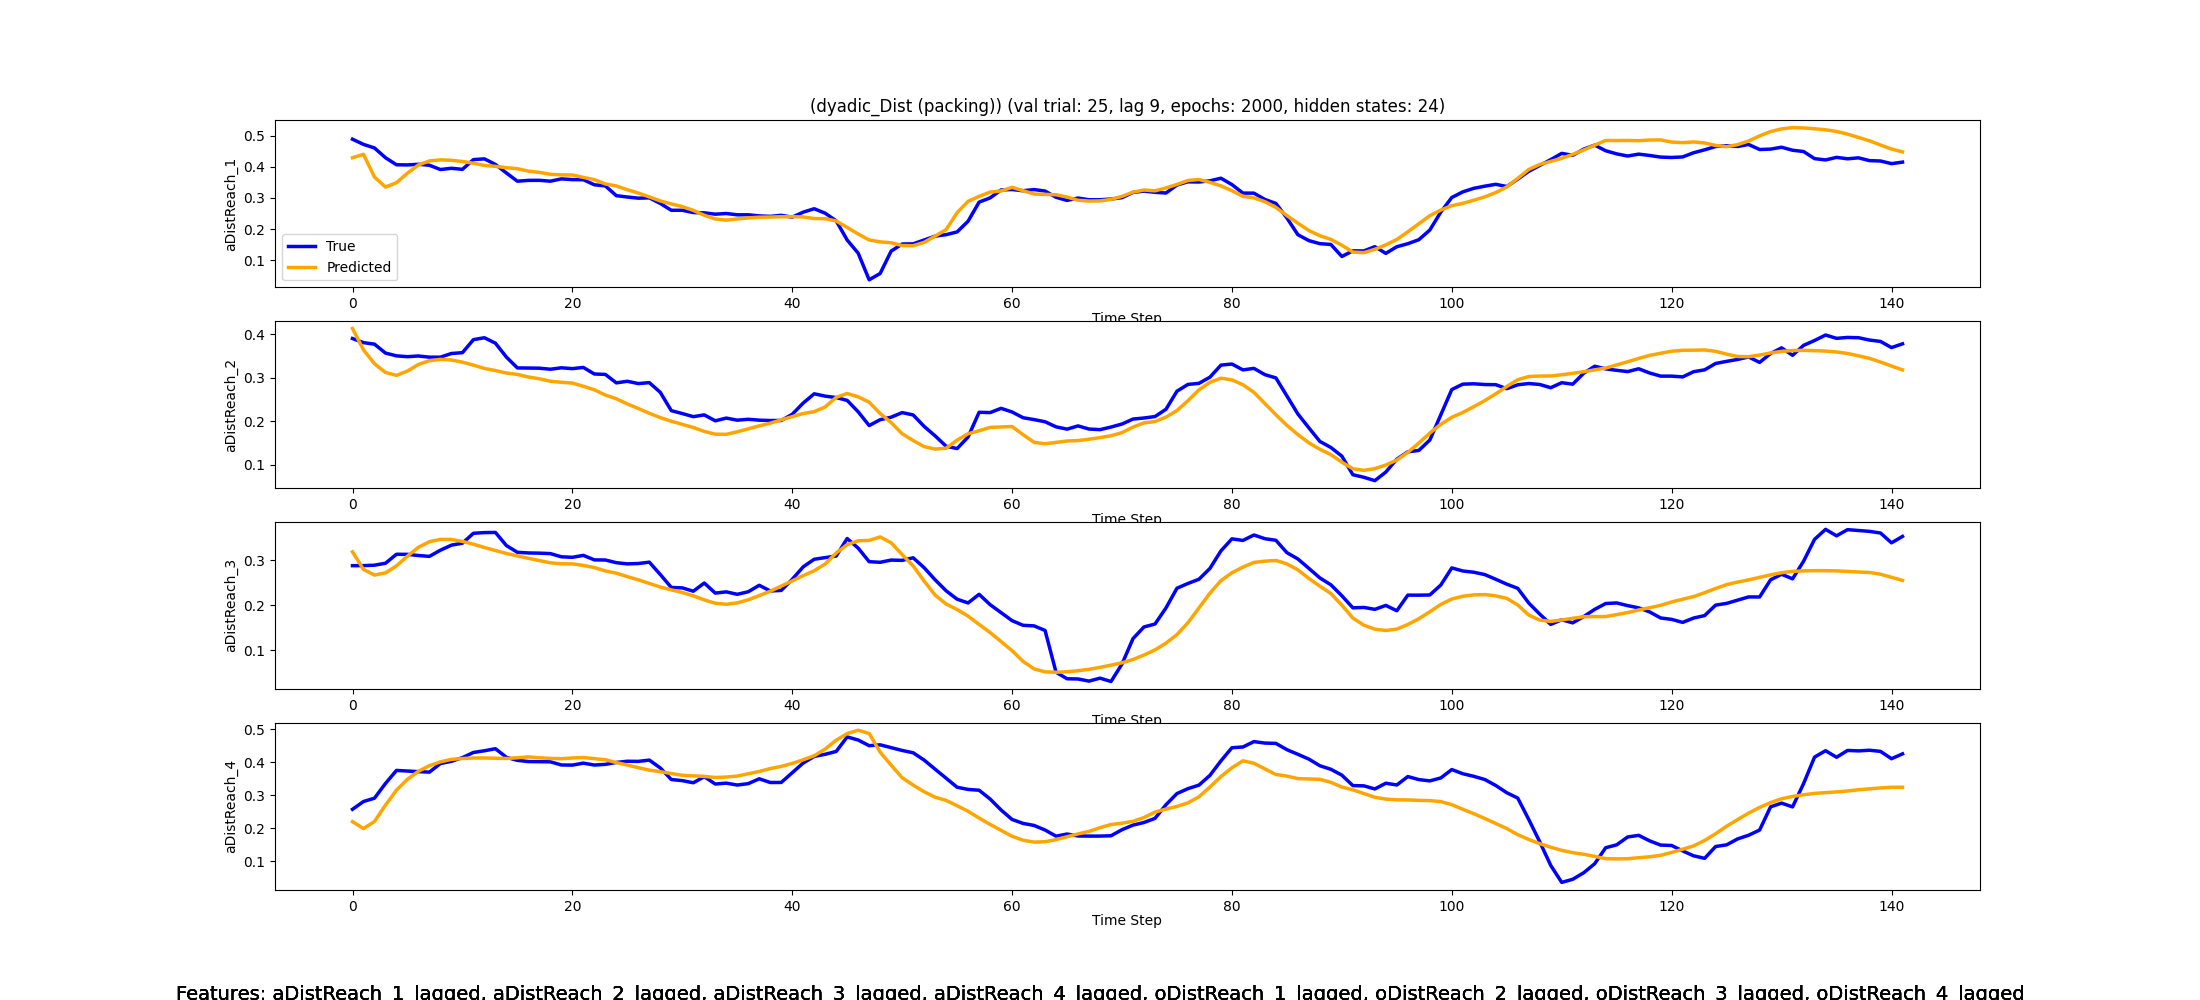 (dyadic_Dist (packing)) (val trial: 25, lag 9, epochs: 2000, hidden states: 24)
aDistReach_1
0.5
0.4
0.3
0.2
0.1
True
Predicted
0 20 40 60 80 100 120 140
Time Step
aDistReach_2
0.4
0.3
0.2
0.1
0 20 40 60 80 100 120 140
Time Step
aDistReach_3
0.3
0.2
0.1
0 20 40 60 80 100 120 140
Time Step
aDistReach_4
0.5
0.4
0.3
0.2
0.1
0 20 40 60 80 100 120 140
Time Step
Features: aDistReach_1_lagged, aDistReach_2_lagged, aDistReach_3_lagged, aDistReach_4_lagged, oDistReach_1_lagged, oDistReach_2_lagged, oDistReach_3_lagged, oDistReach_4_lagged